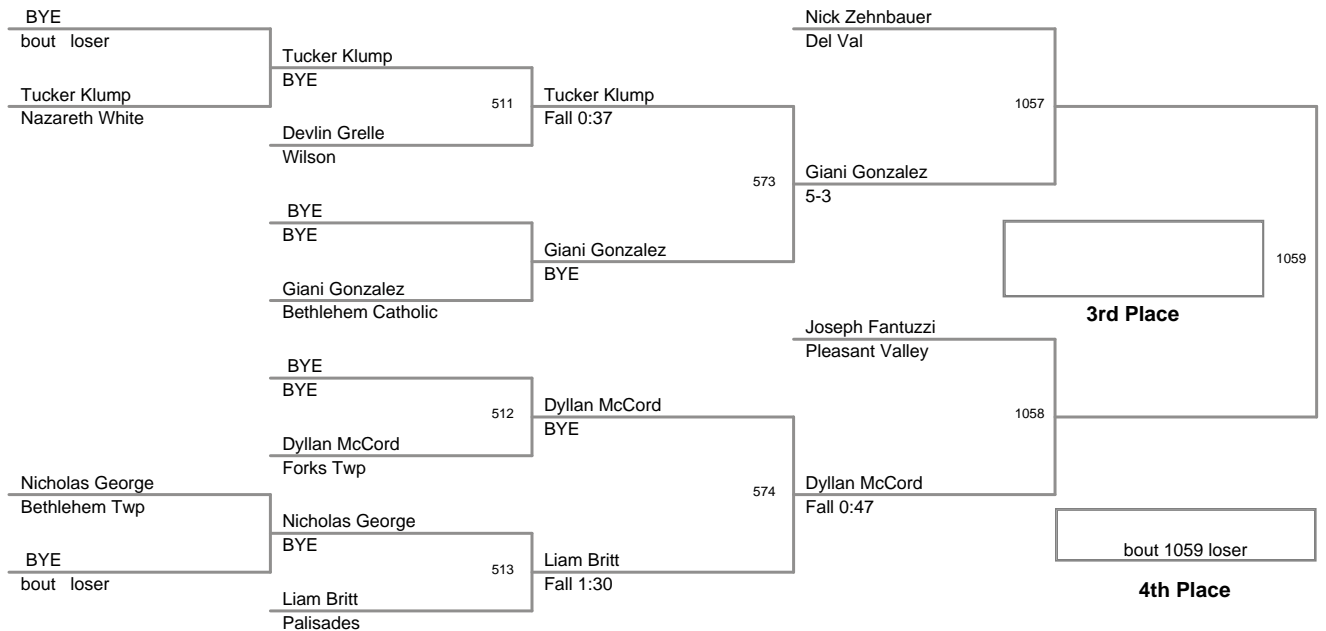 BYE
bout loser
Tucker Klump
Nazareth White
Tucker Klump
BYE
511
Devlin Grelle
Wilson
Tucker Klump
Fall 0:37
BYE
BYE
Giani Gonzalez
Bethlehem Catholic
Giani Gonzalez
BYE
573
Nick Zehnbauer
Del Val
1057
Giani Gonzalez
5-3
1059
3rd Place
BYE
BYE
512
Dyllan McCord
Forks Twp
Dyllan McCord
BYE
Nicholas George
Bethlehem Twp
BYE
bout loser
Nicholas George
BYE
513
Liam Britt
Palisades
Liam Britt
Fall 1:30
574
Joseph Fantuzzi
Pleasant Valley
1058
Dyllan McCord
Fall 0:47
bout 1059 loser
4th Place